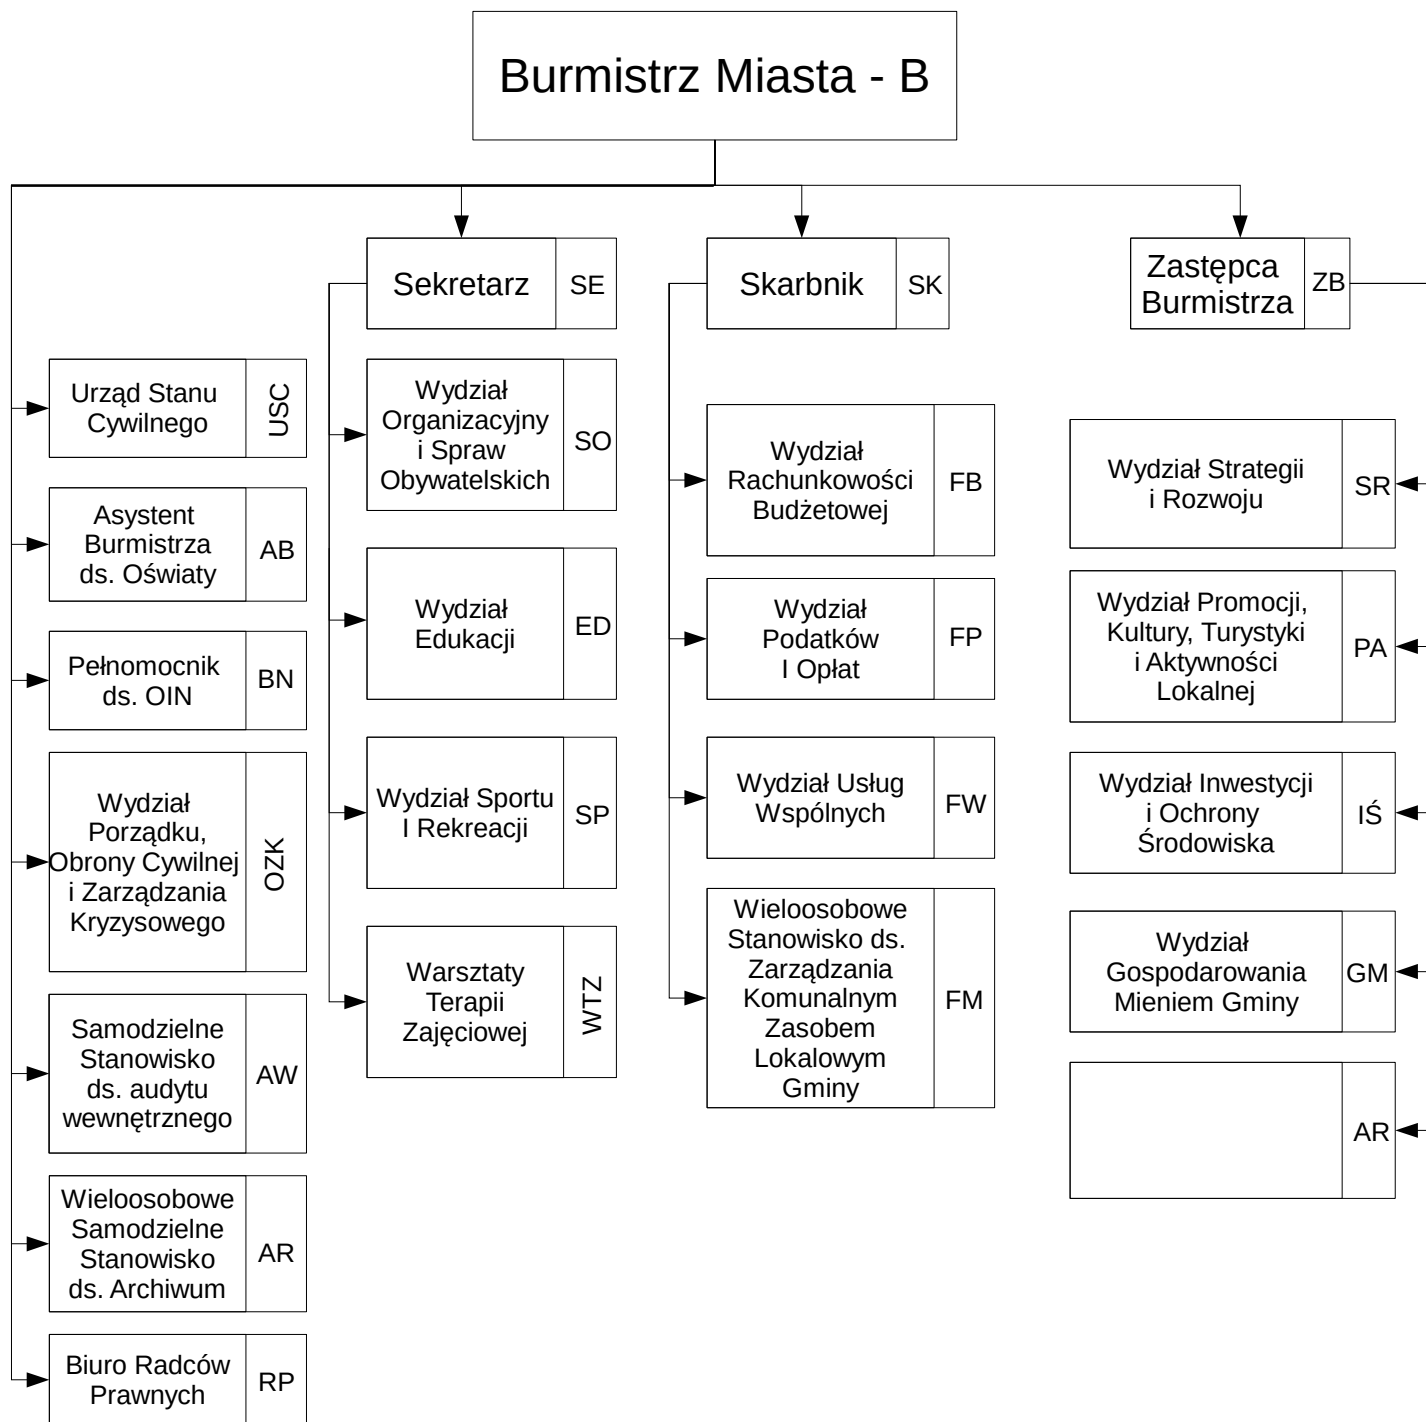 Burmistrz Miasta - B
Sekretarz
SE
Skarbnik
SK
Zastępca
Burmistrza
ZB
Urząd Stanu
Cywilnego
USC
Asystent
Burmistrza
ds. Oświaty
AB
Pełnomocnik
ds. OIN
BN
Wydział
Porządku,
Obrony Cywilnej
i Zarządzania
Kryzysowego
OZK
Samodzielne
Stanowisko
ds. audytu
wewnętrznego
AW
Wieloosobowe
Samodzielne
Stanowisko
ds. Archiwum
AR
Biuro Radców
Prawnych
RP
Wydział
Organizacyjny
i Spraw
Obywatelskich
SO
Wydział
Edukacji
ED
Wydział Sportu
I Rekreacji
SP
Warsztaty
Terapii
Zajęciowej
WTZ
Wydział
Rachunkowości
Budżetowej
FB
Wydział
Podatków
I Opłat
FP
Wydział Usług
Wspólnych
FW
Wieloosobowe
Stanowisko ds.
Zarządzania
Komunalnym
Zasobem
Lokalowym
Gminy
FM
Wydział Strategii
i Rozwoju
SR
Wydział Promocji,
Kultury, Turystyki
i Aktywności
Lokalnej
PA
Wydział Inwestycji
i Ochrony
Środowiska
IŚ
Wydział
Gospodarowania
Mieniem Gminy
GM
AR